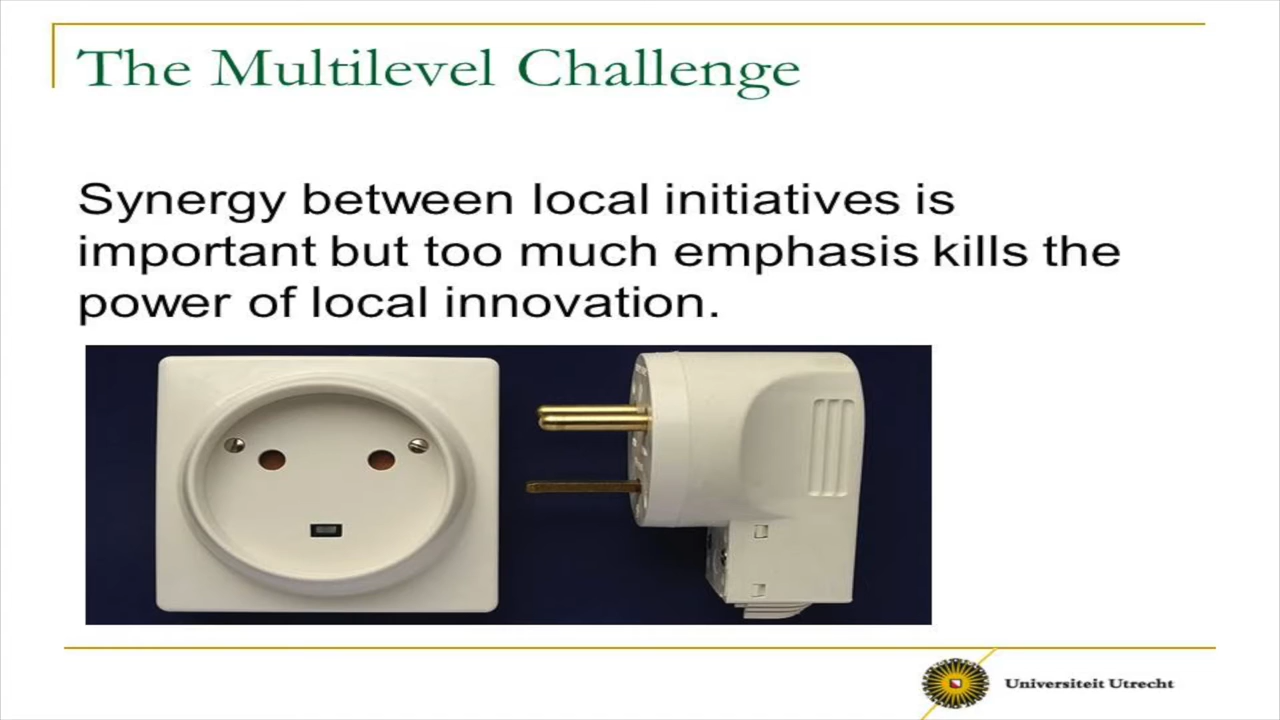 The Multilevel Challenge
Synergy between local initiatives is
important but too much emphasis kills the
power of local innovation.
Universiteit Utrecht